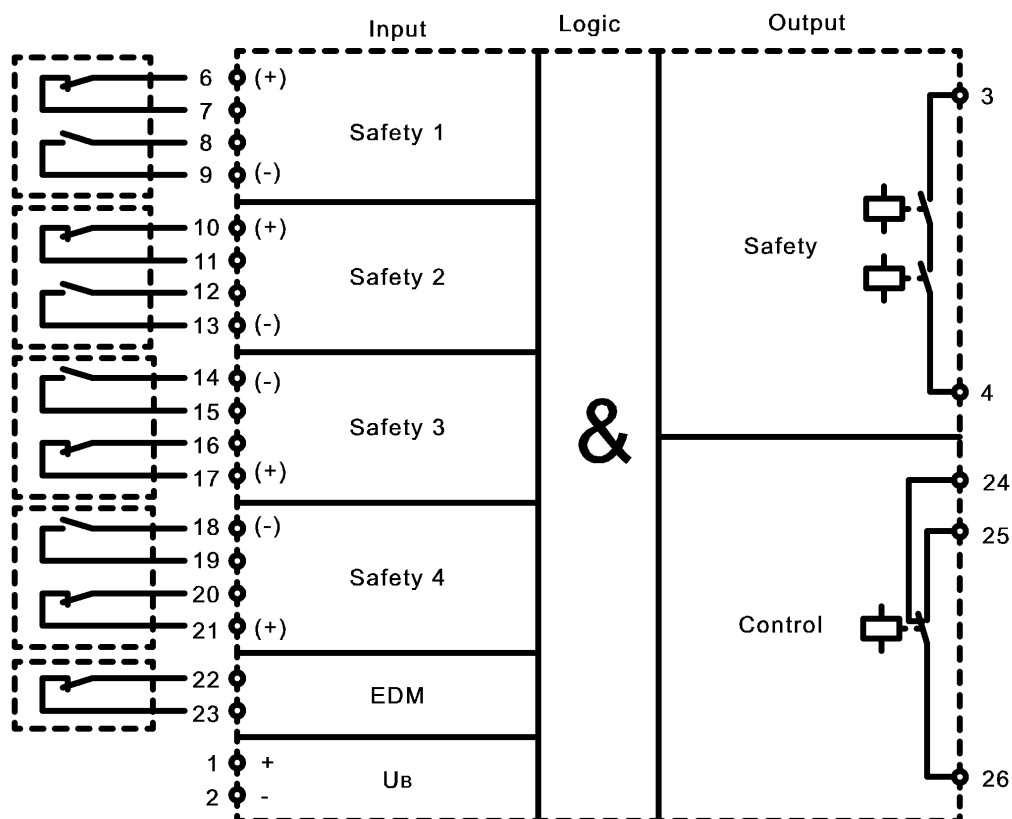 Input Logic Output
6 (+)
7
8 Safety 1
9 (-)
3
10 (+)
11
12 Safety 2
13 (-)
Safety
14 (-)
15
16 Safety 3
17 (+)
4
&
18 (-)
19
20 Safety 4
21 (+)
24
25
Control
22
23 EDM
1 +
2 - UB
26